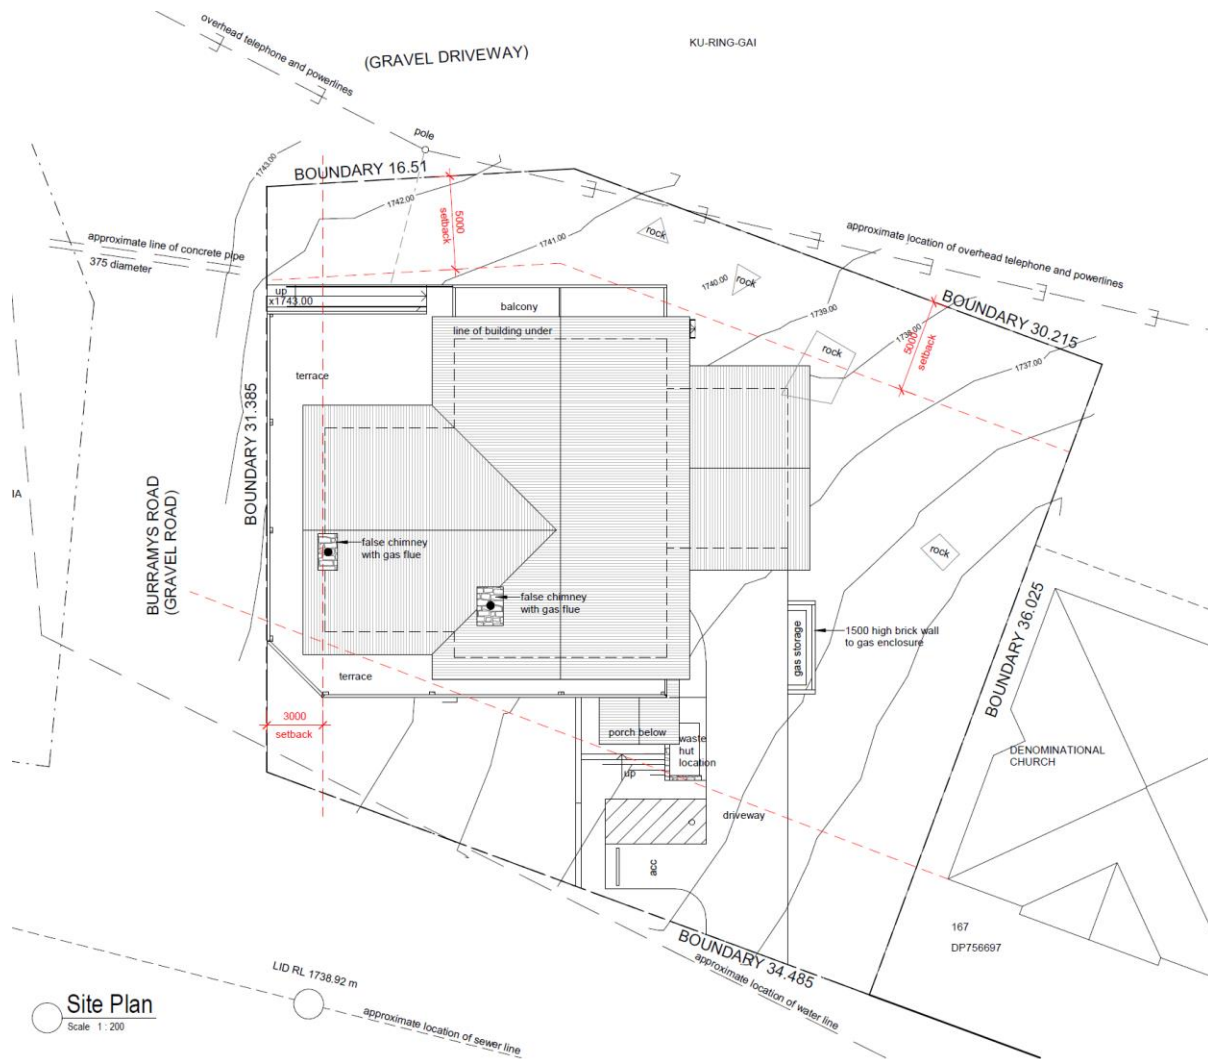 overhead telephone and powerlines
(GRAVEL DRIVEWAY)
KU-RING-GAI
pole
1743.00
BOUNDARY 16.51
1742.00
5000
setback
1741.00
rock
approximate line of concrete pipe
375 diameter
approximate location of overhead telephone and powerlines
up
x1743.00
balcony
line of building under
1740.00
rock
1739.00
BOUNDARY 30.215
1738.00
5000
setback
rock
1737.00
terrace
BOUNDARY 31.385
IA
BURRAMYS ROAD
(GRAVEL ROAD)
false chimney
with gas flue
false chimney
with gas flue
rock
gas storage
1500 high brick wall
to gas enclosure
BOUNDARY 36.025
terrace
3000
setback
porch below
waste
hut
location
up
DENOMINATIONAL
CHURCH
driveway
acc
BOUNDARY 34.485
approximate location of water line
167
DP756697
LID RL 1738.92 m
approximate location of sewer line
Site Plan
Scale 1 : 200